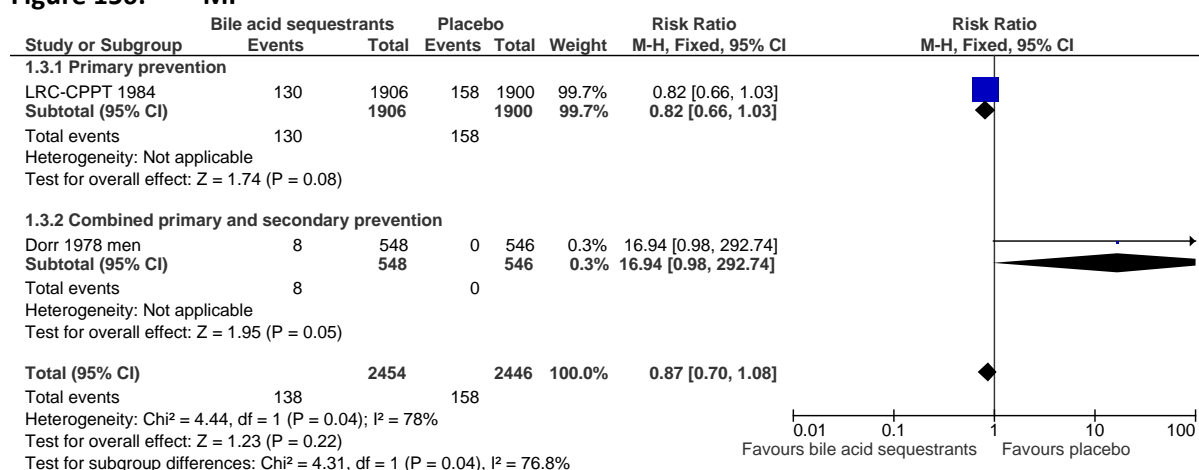 Bile acid sequestrants Placebo Risk Ratio Risk Ratio
Study or Subgroup Events Total Events Total Weight M-H, Fixed, 95% CI M-H, Fixed, 95% CI
1.3.1 Primary prevention
LRC-CPPT 1984 130 1906 158 1900 99.7% 0.82 [0.66, 1.03]
Subtotal (95% CI) 1906 1900 99.7% 0.82 [0.66, 1.03]
Total events 130 158
Heterogeneity: Not applicable
Test for overall effect: Z = 1.74 (P = 0.08)
1.3.2 Combined primary and secondary prevention
Dorr 1978 men 8 548 0 546 0.3% 16.94 [0.98, 292.74]
Subtotal (95% CI) 548 546 0.3% 16.94 [0.98, 292.74]
Total events 8 0
Heterogeneity: Not applicable
Test for overall effect: Z = 1.95 (P = 0.05)
Total (95% CI) 2454 2446 100.0% 0.87 [0.70, 1.08]
Total events 138 158
Heterogeneity: Chi² = 4.44, df = 1 (P = 0.04); I² = 78%
Test for overall effect: Z = 1.23 (P = 0.22)
Test for subgroup differences: Chi² = 4.31, df = 1 (P = 0.04), I² = 76.8%
0.01 0.1 1 10 100
Favours bile acid sequestrants Favours placebo